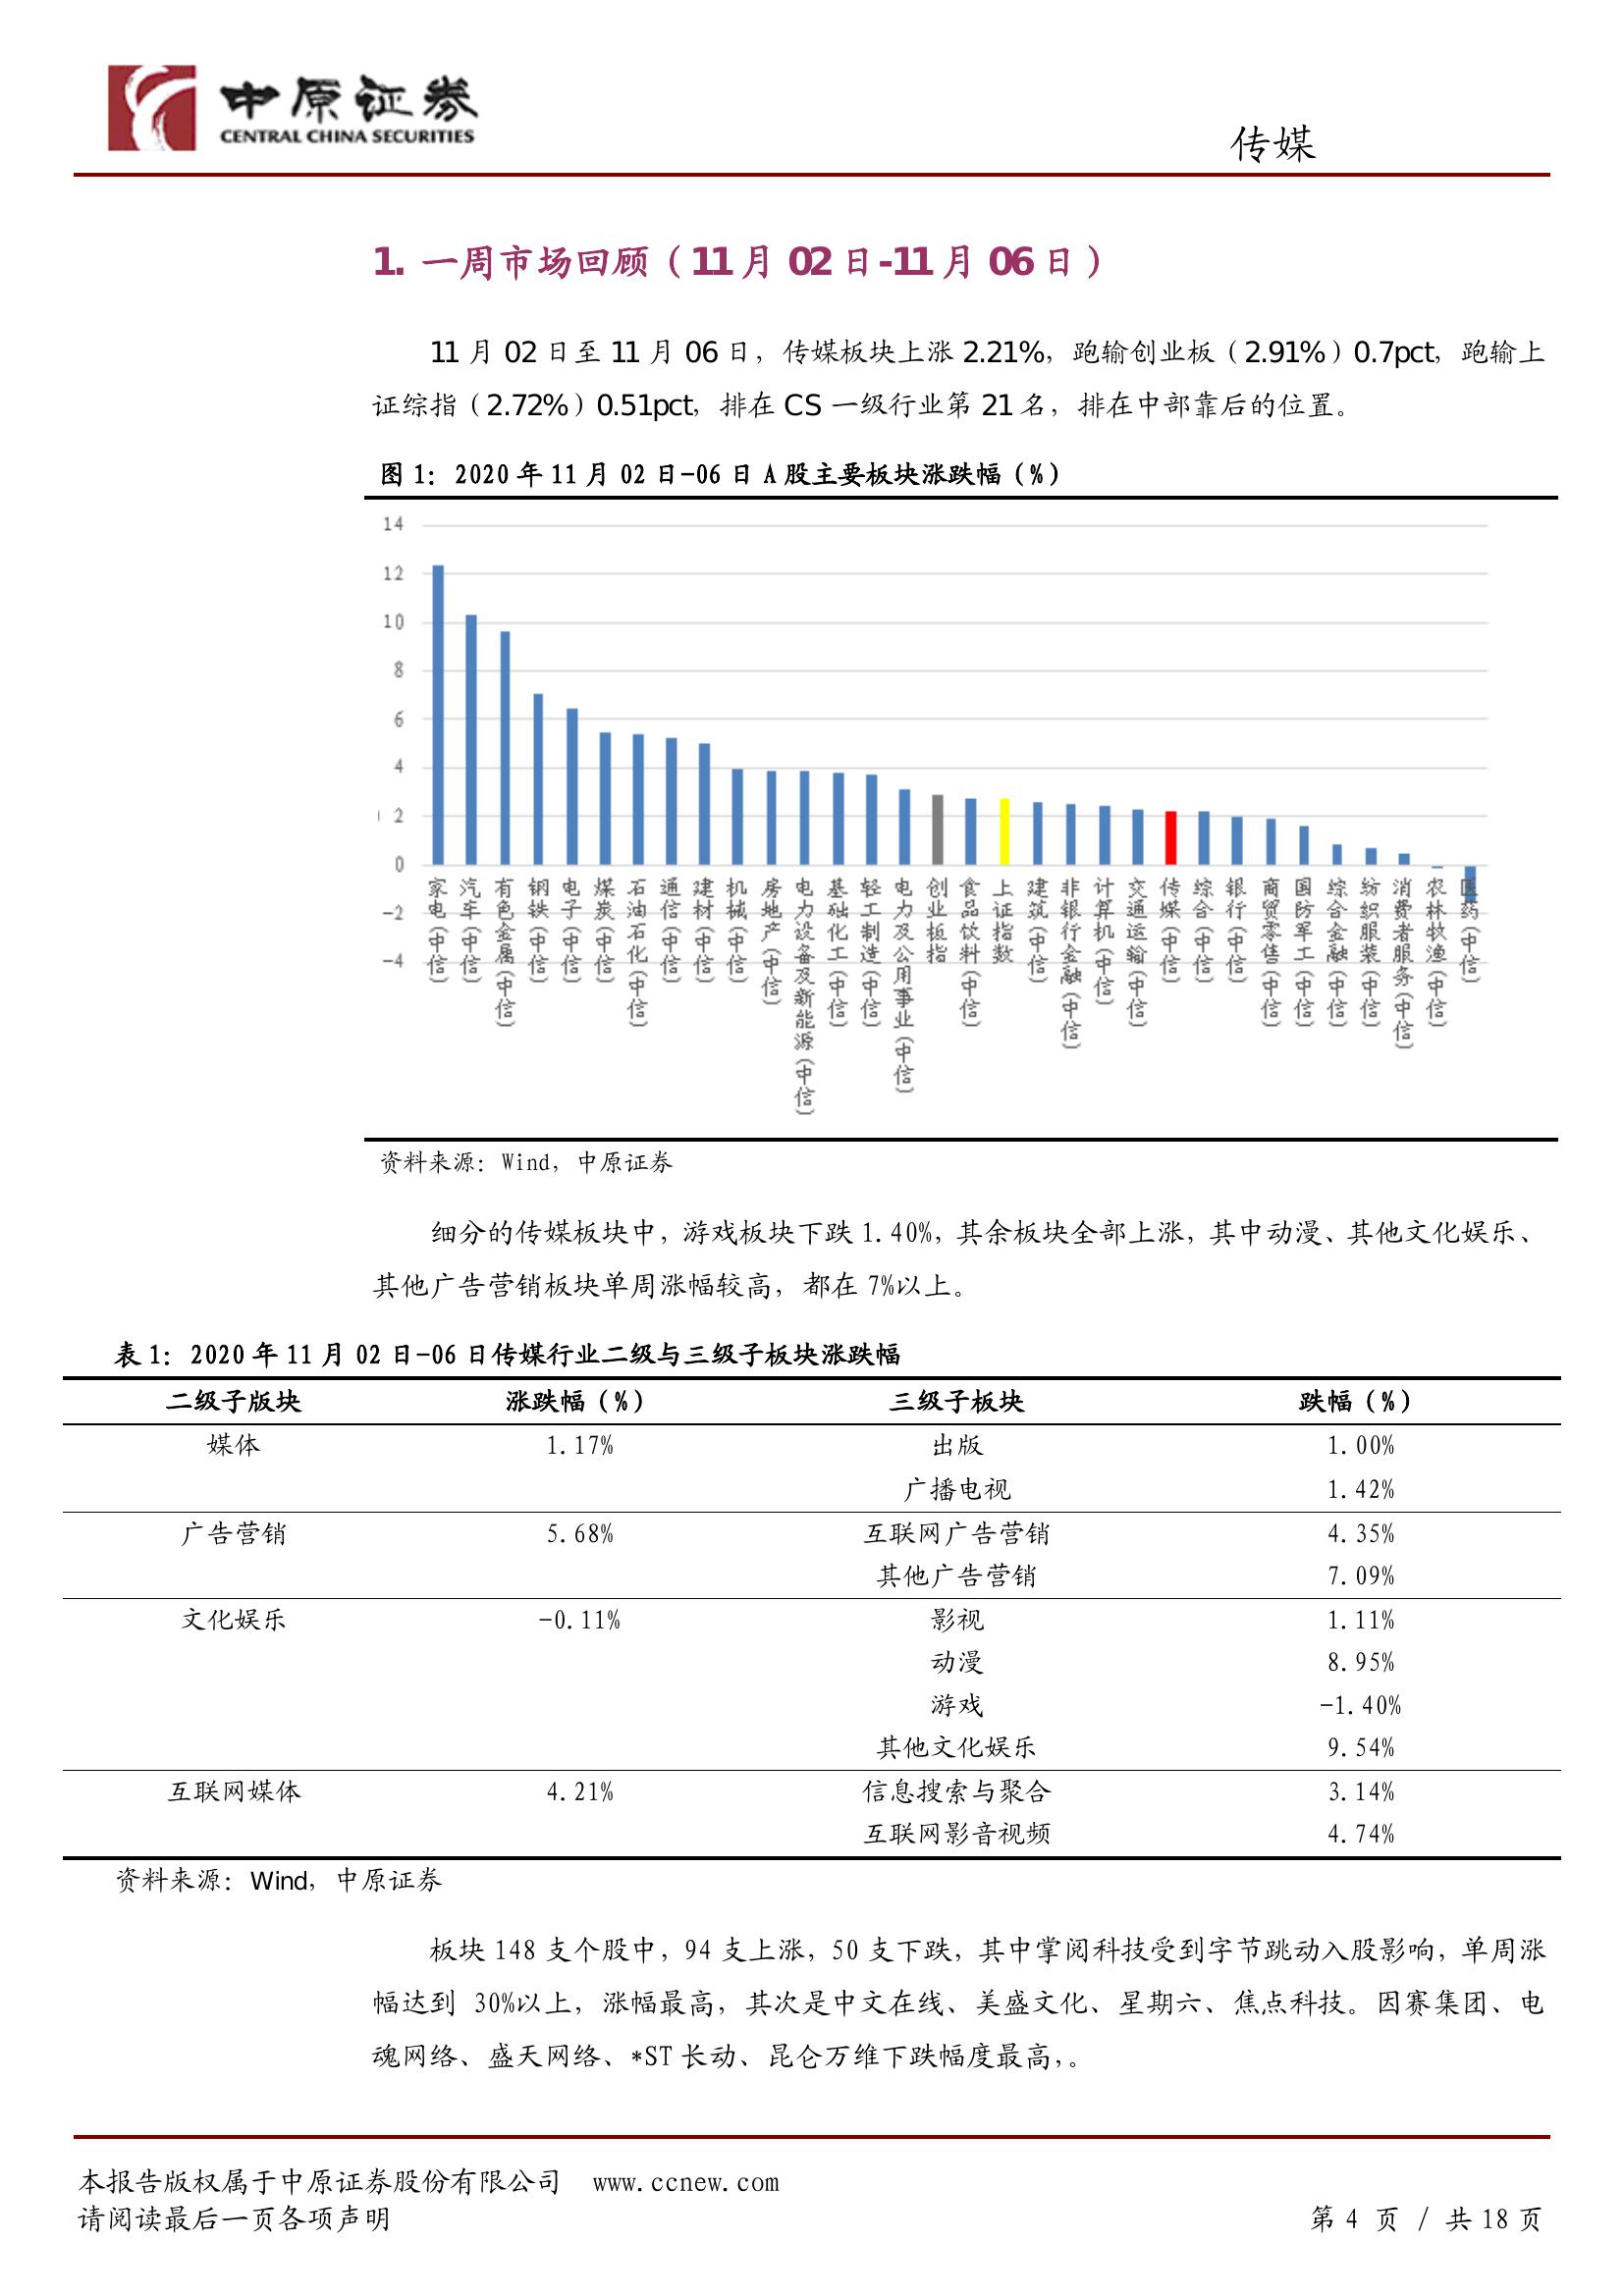 中原证券
CENTRAL CHINA SECURITIES
传媒
1. 一周市场回顾（11月 02日-11月 06日）
11月 02日至 11月 06日，传媒板块上涨 2.21%，跑输创业板（2.91%）0.7pct，跑输上
证综指（2.72%）0.51pct，排在 CS 一级行业第 21名，排在中部靠后的位置。
图 1：2020 年 11 月 02 日-06 日 A 股主要板块涨跌幅（%）
14
12
10
8
6
4
2
0
-2
-4
家电(中信)
汽车(中信)
有色金属(中信)
钢铁(中信)
电子(中信)
煤炭(中信)
石油石化(中信)
通信(中信)
建材(中信)
机械(中信)
房地产(中信)
电力设备及新能源(中信)
基础化工(中信)
轻工制造(中信)
电力及公用事业(中信)
创业板指
食品饮料(中信)
上证指数
建筑(中信)
非银行金融(中信)
计算机(中信)
交通运输(中信)
传媒(中信)
综合(中信)
银行(中信)
商贸零售(中信)
国防军工(中信)
综合金融(中信)
纺织服装(中信)
消费者服务(中信)
农林牧渔(中信)
医药(中信)
资料来源：Wind，中原证券
细分的传媒板块中，游戏板块下跌 1.40%，其余板块全部上涨，其中动漫、其他文化娱乐、
其他广告营销板块单周涨幅较高，都在 7%以上。
表 1：2020 年 11 月 02 日-06 日传媒行业二级与三级子板块涨跌幅
二级子版块 涨跌幅（%） 三级子板块 跌幅（%）
媒体 1.17% 出版 1.00%
广播电视 1.42%
广告营销 5.68% 互联网广告营销 4.35%
其他广告营销 7.09%
文化娱乐 -0.11% 影视 1.11%
动漫 8.95%
游戏 -1.40%
其他文化娱乐 9.54%
互联网媒体 4.21% 信息搜索与聚合 3.14%
互联网影音视频 4.74%
资料来源：Wind，中原证券
板块 148 支个股中，94 支上涨，50 支下跌，其中掌阅科技受到字节跳动入股影响，单周涨
幅达到 30%以上，涨幅最高，其次是中文在线、美盛文化、星期六、焦点科技。因赛集团、电
魂网络、盛天网络、*ST 长动、昆仑万维下跌幅度最高，。
本报告版权属于中原证券股份有限公司 www.ccnew.com
请阅读最后一页各项声明 第 4 页 / 共 18 页